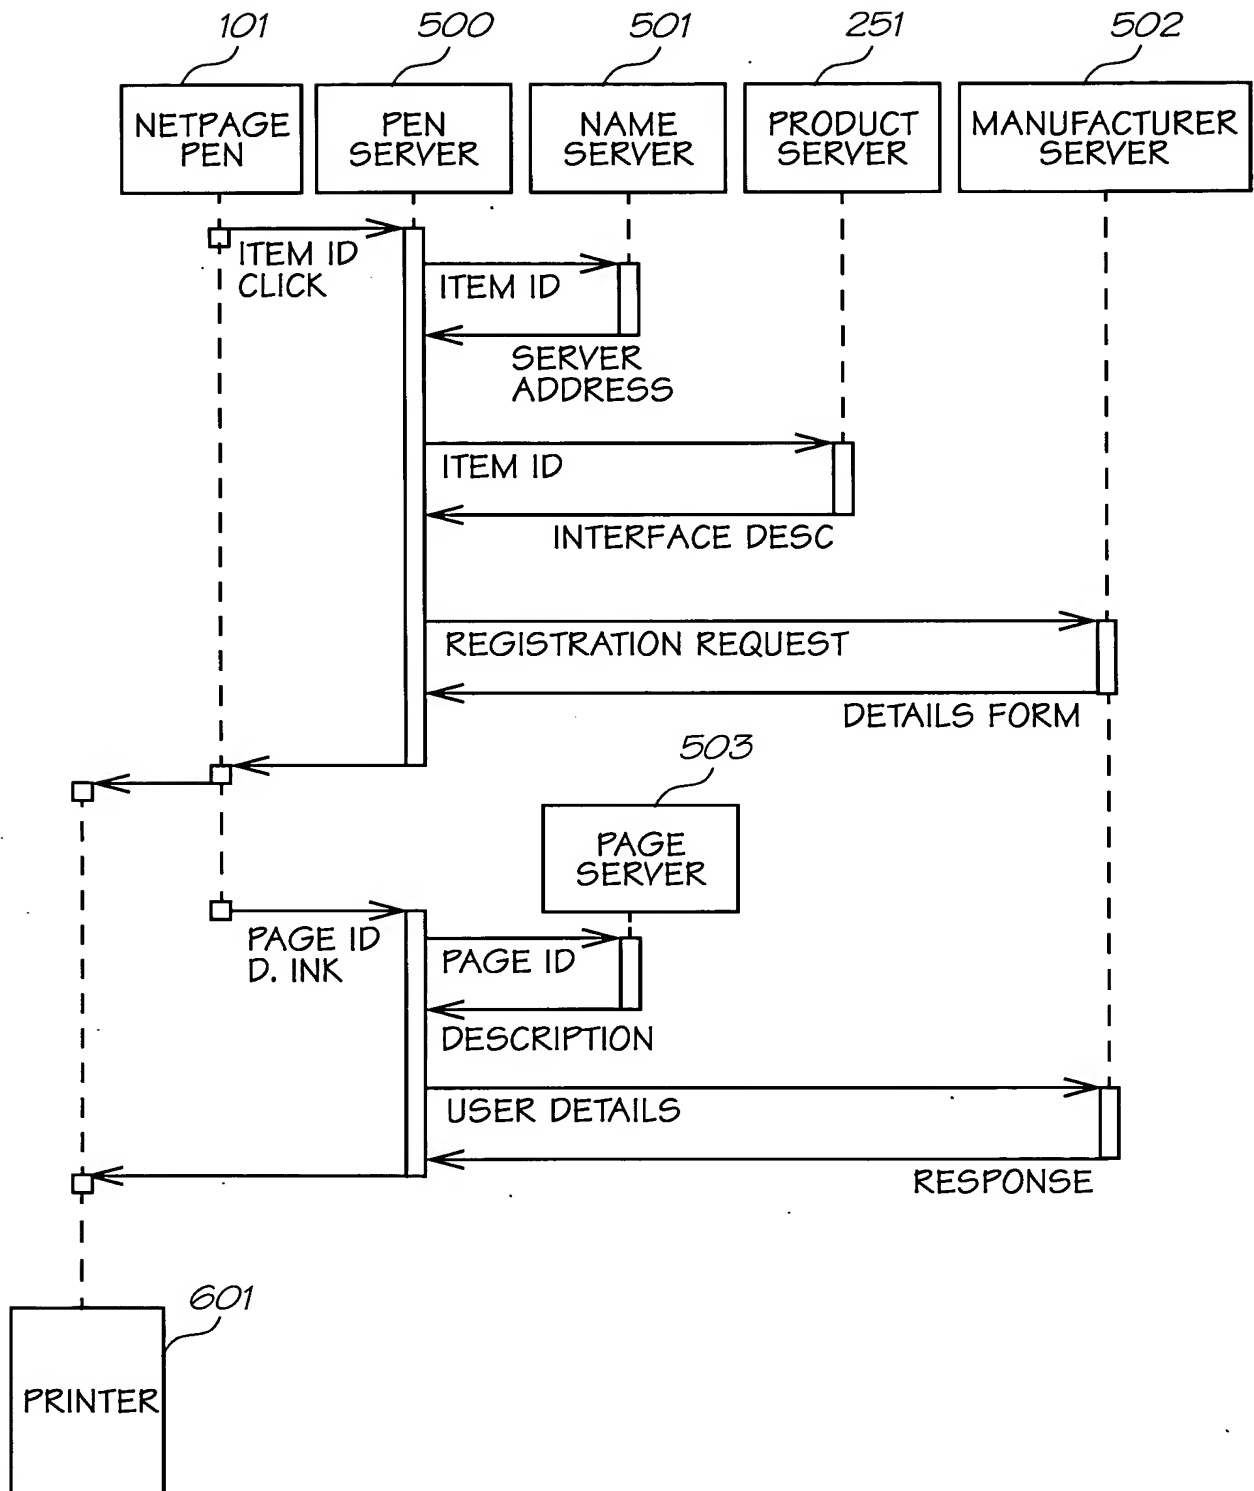 101
500
501
251
502
NETPAGE
PEN
PEN
SERVER
NAME
SERVER
PRODUCT
SERVER
MANUFACTURER
SERVER
ITEM ID
CLICK
ITEM ID
SERVER
ADDRESS
ITEM ID
INTERFACE DESC
REGISTRATION REQUEST
DETAILS FORM
503
PAGE
SERVER
PAGE ID
D. INK
PAGE ID
DESCRIPTION
USER DETAILS
RESPONSE
601
PRINTER